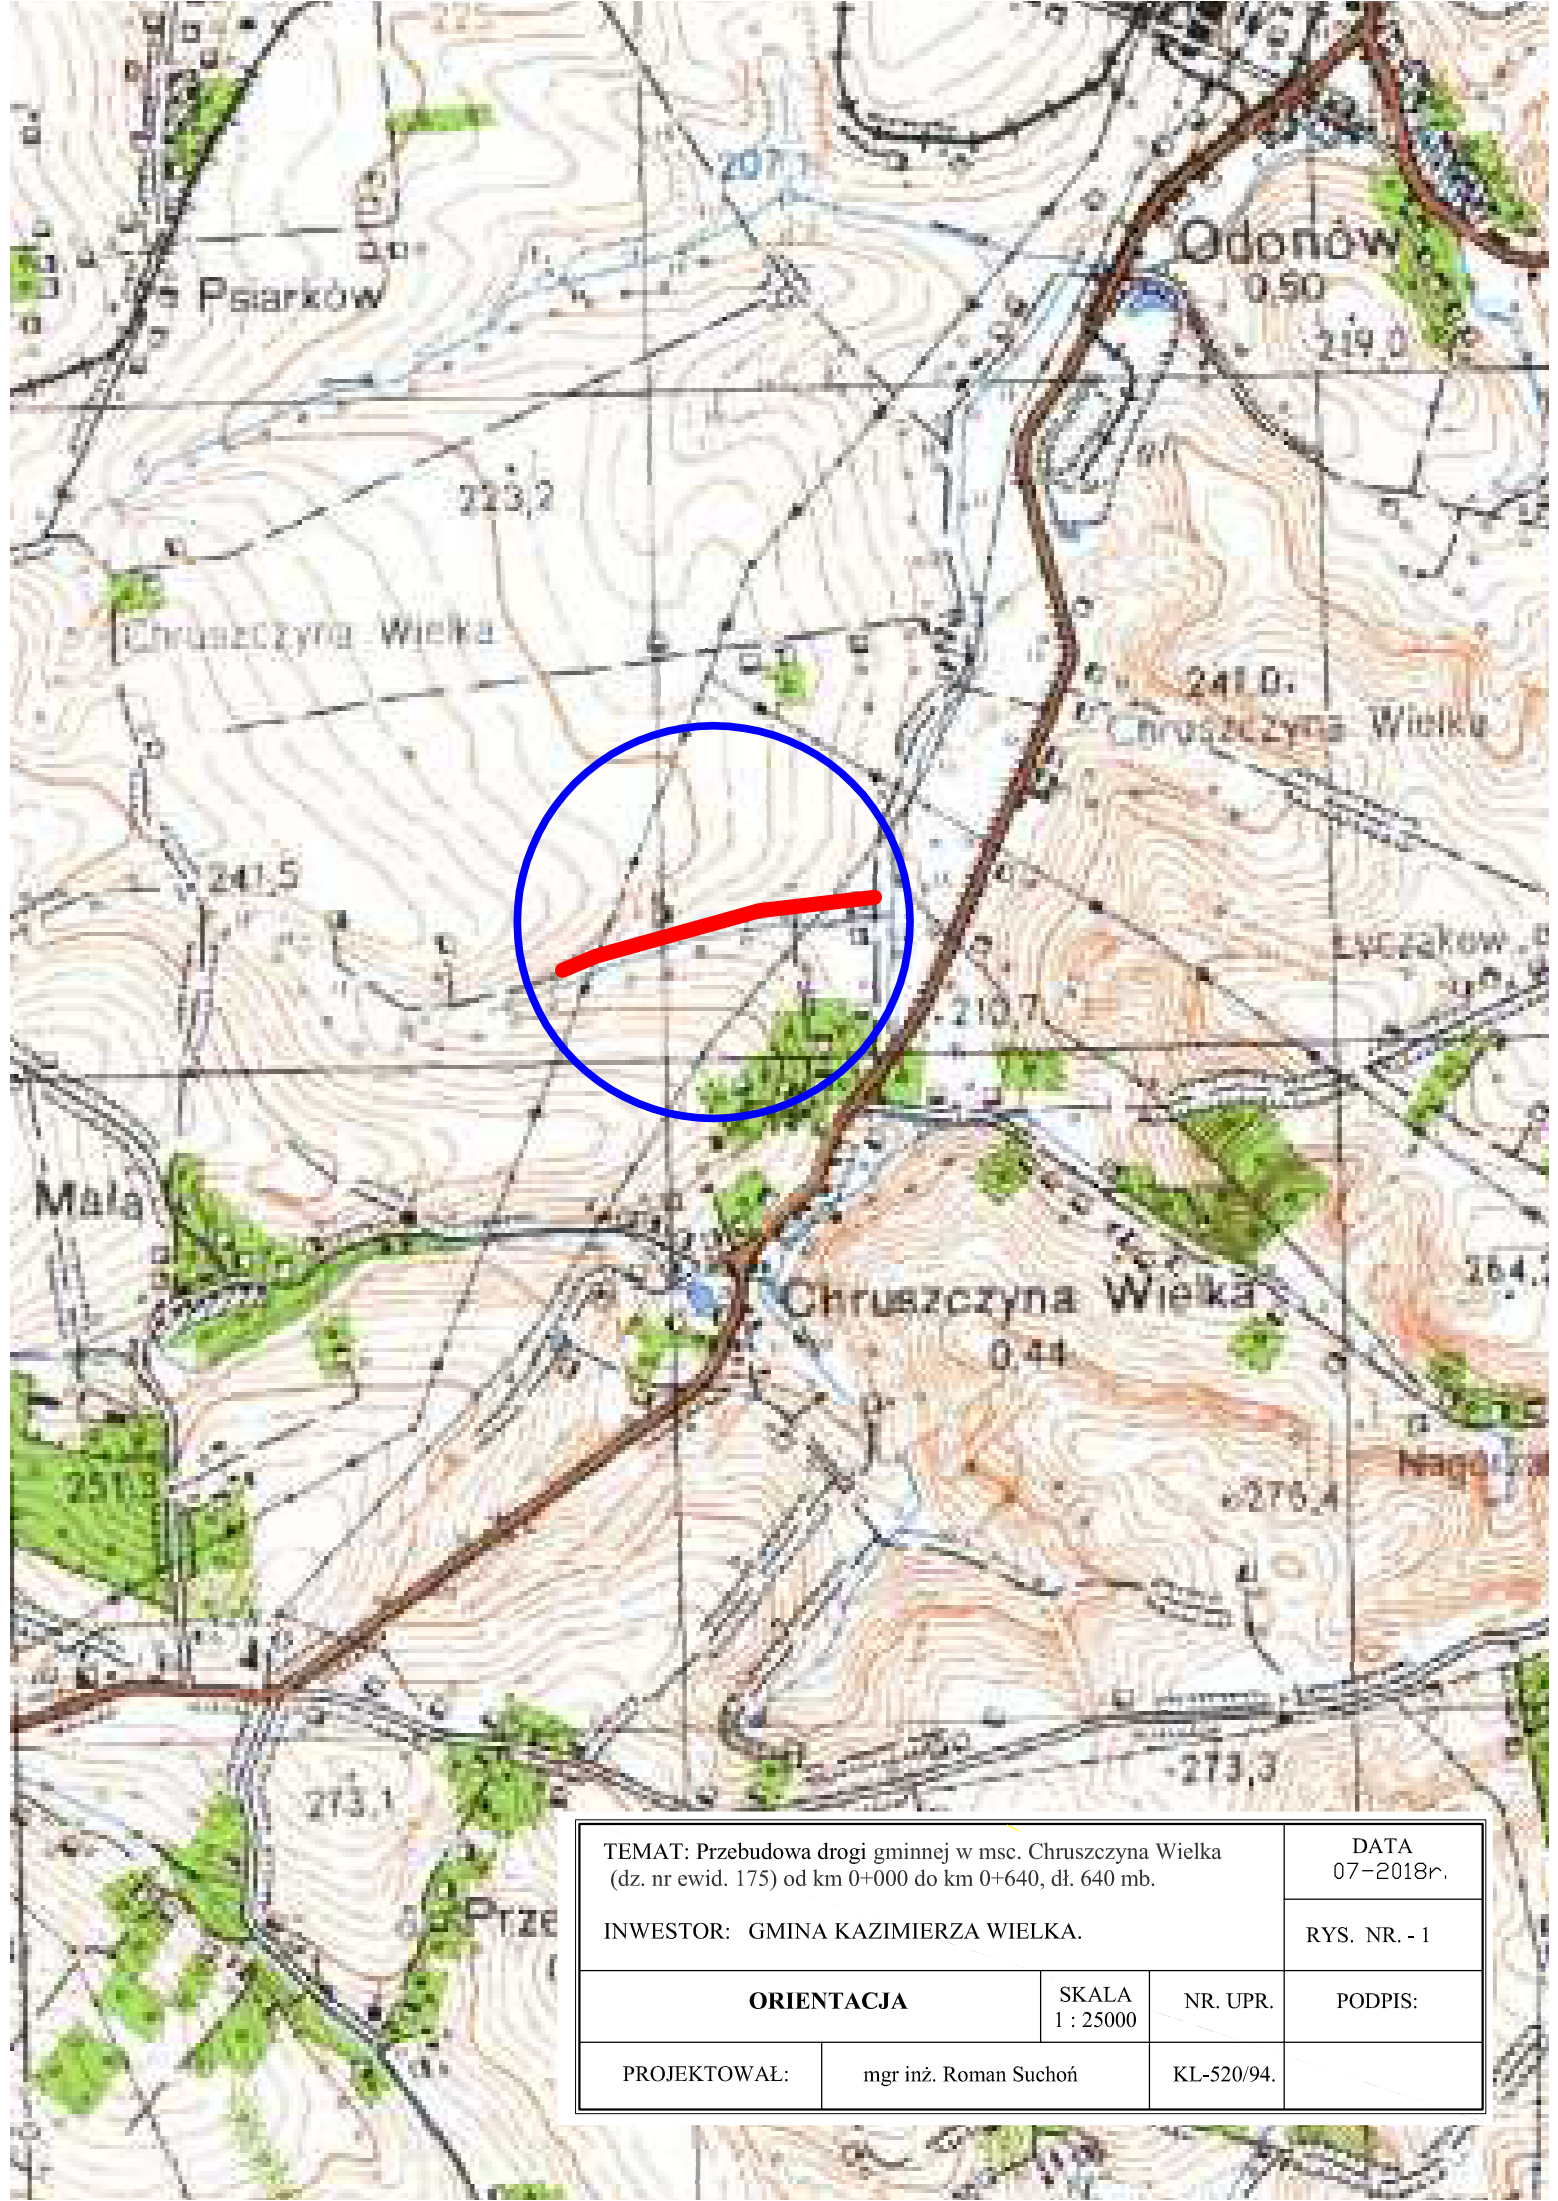 225
207,1
Odonów
0.50
Psiarków
219,0
223,2
Chruszczyna Wielka
241.0
Chruszczyna Wielka
241,5
Łyczaków
210,7
Mała
264,
Chruszczyna Wielka
0.44
251,3
276,4
273,3
273,1
Prze
TEMAT: Przebudowa drogi gminnej w msc. Chruszczyna Wielka
(dz. nr ewid. 175) od km 0+000 do km 0+640, dł. 640 mb.
DATA
07-2018r.
INWESTOR: GMINA KAZIMIERZA WIELKA.
RYS. NR. - 1
ORIENTACJA
SKALA
1 : 25000
NR. UPR.
PODPIS:
PROJEKTOWAŁ:
mgr inż. Roman Suchoń
KL-520/94.